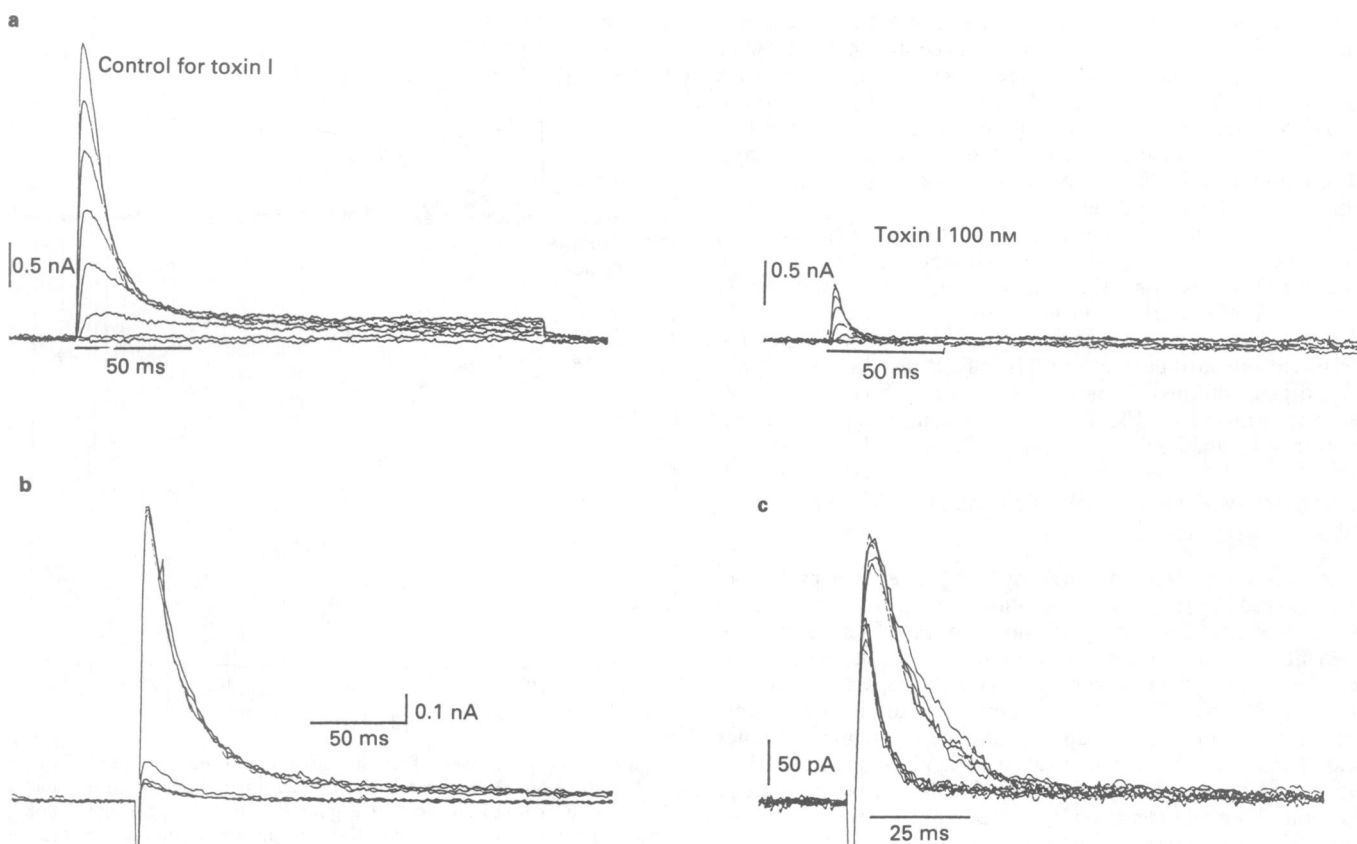 a
Control for toxin I
0.5 nA
50 ms
Toxin I 100 nM
0.5 nA
50 ms
b
0.1 nA
50 ms
c
50 pA
25 ms